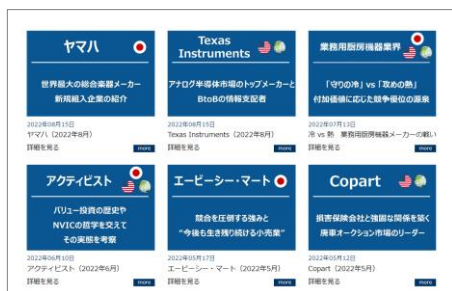 ヤマハ
世界最大の総合楽器メーカー
新規組入企業の紹介
2022年08月15日
ヤマハ（2022年8月）
詳細を見る
more
Texas
Instruments
アナログ半導体市場のトップメーカーと
BtoBの情報支配者
2022年08月15日
Texas Instruments（2022年8月）
詳細を見る
more
業務用厨房機器業界
「守りの冷」vs「攻めの熱」
付加価値に応じた競争優位の源泉
2022年07月13日
冷 vs 熱　業務用厨房機器メーカーの戦い
詳細を見る
more
アクティビスト
バリュー投資の歴史や
NVICの哲学を交えて
その実態を考察
2022年06月10日
アクティビスト（2022年6月）
詳細を見る
more
エービーシー・マート
競合を圧倒する強みと
“今後も生き残り続ける小売業”
2022年05月17日
エービーシー・マート（2022年5月）
詳細を見る
more
Copart
損害保険会社と強固な関係を築く
廃車オークション市場のリーダー
2022年05月12日
Copart（2022年5月）
詳細を見る
more